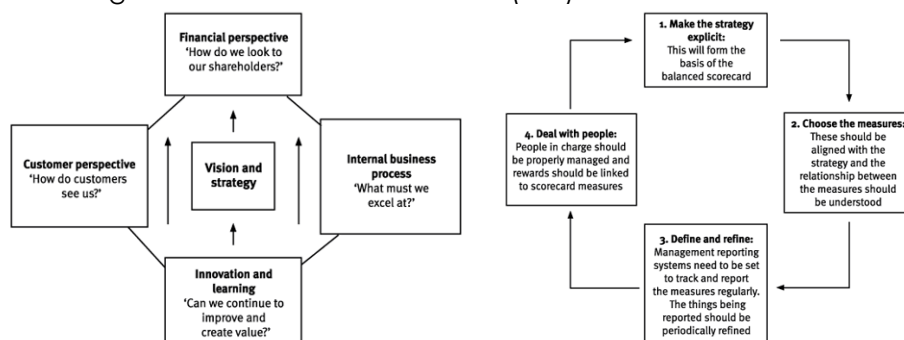 Financial perspective
‘How do we look to
our shareholders?’
Customer perspective
‘How do customers
see us?’
Vision and
strategy
Internal business
process
‘What must we
excel at?’
Innovation and
learning
‘Can we continue to
improve and
create value?’
1. Make the strategy
explicit:
This will form the
basis of the
balanced scorecard
2. Choose the measures:
These should be
aligned with the
strategy and the
relationship between
the measures should
be understood
3. Define and refine:
Management reporting
systems need to be set
to track and report
the measures regularly.
The things being
reported should be
periodically refined
4. Deal with people:
People in charge should
be properly managed and
rewards should be linked
to scorecard measures